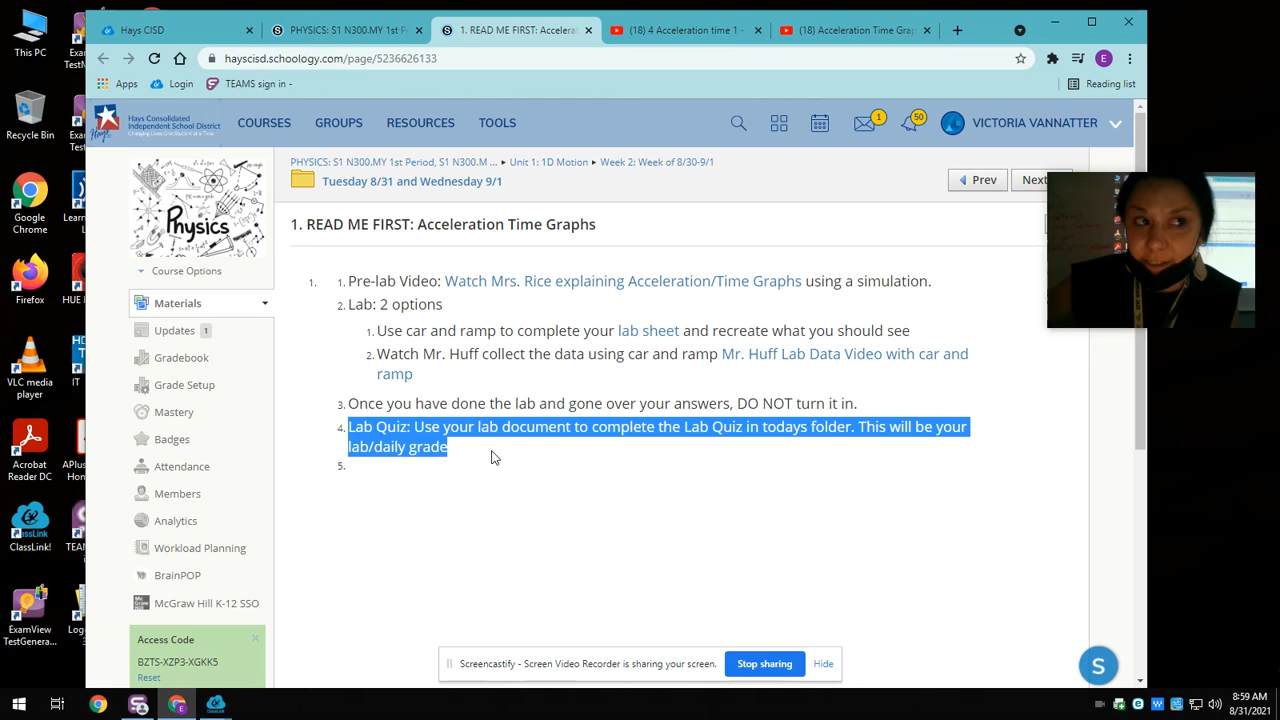 This PC
Recycle Bin
Google Chrome
Firefox
VLC media player
Acrobat Reader DC
ClassLink!
ExamView TestGenera...
Hays CISD
PHYSICS: S1 N300.MY 1st P
1. READ ME FIRST: Accelerat
(18) 4 Acceleration time 1 -
(18) Acceleration Time Gra
hayscisd.schoology.com/page/5236626133
E
Apps
Login
TEAMS sign in -
Reading list
Hays Consolidated
Independent School District
COURSES
GROUPS
RESOURCES
TOOLS
1
50
VICTORIA VANNATTER
PHYSICS: S1 N300.MY 1st Period, S1 N300.M ...
Unit 1: 1D Motion
Week 2: Week of 8/30-9/1
Tuesday 8/31 and Wednesday 9/1
Prev
Next
Physics
Course Options
Materials
Updates 1
Gradebook
Grade Setup
Mastery
Badges
Attendance
Members
Analytics
Workload Planning
BrainPOP
McGraw Hill K-12 SSO
Access Code
BZTS-XZP3-XGKK5
Reset
1. READ ME FIRST: Acceleration Time Graphs
1. 1. Pre-lab Video: Watch Mrs. Rice explaining Acceleration/Time Graphs using a simulation.
2. Lab: 2 options
1. Use car and ramp to complete your lab sheet and recreate what you should see
2. Watch Mr. Huff collect the data using car and ramp Mr. Huff Lab Data Video with car and
ramp
3. Once you have done the lab and gone over your answers, DO NOT turn it in.
4. Lab Quiz: Use your lab document to complete the Lab Quiz in todays folder. This will be your
lab/daily grade
5.
Screencastify - Screen Video Recorder is sharing your screen.
Stop sharing
Hide
S
8:59 AM
8/31/2021